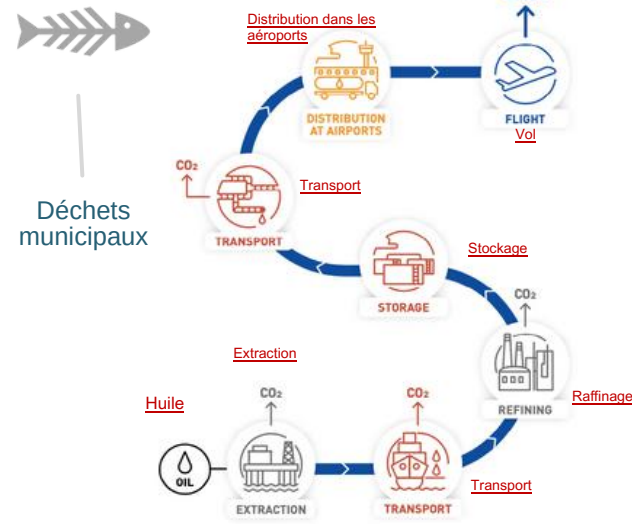 Distribution dans les
aéroports
DISTRIBUTION
AT AIRPORTS
FLIGHT
Vol
CO₂
Transport
TRANSPORT
Déchets
municipaux
Stockage
STORAGE
CO₂
Extraction
Raffinage
REFINING
Huile
CO₂
CO₂
OIL
EXTRACTION
TRANSPORT
Transport